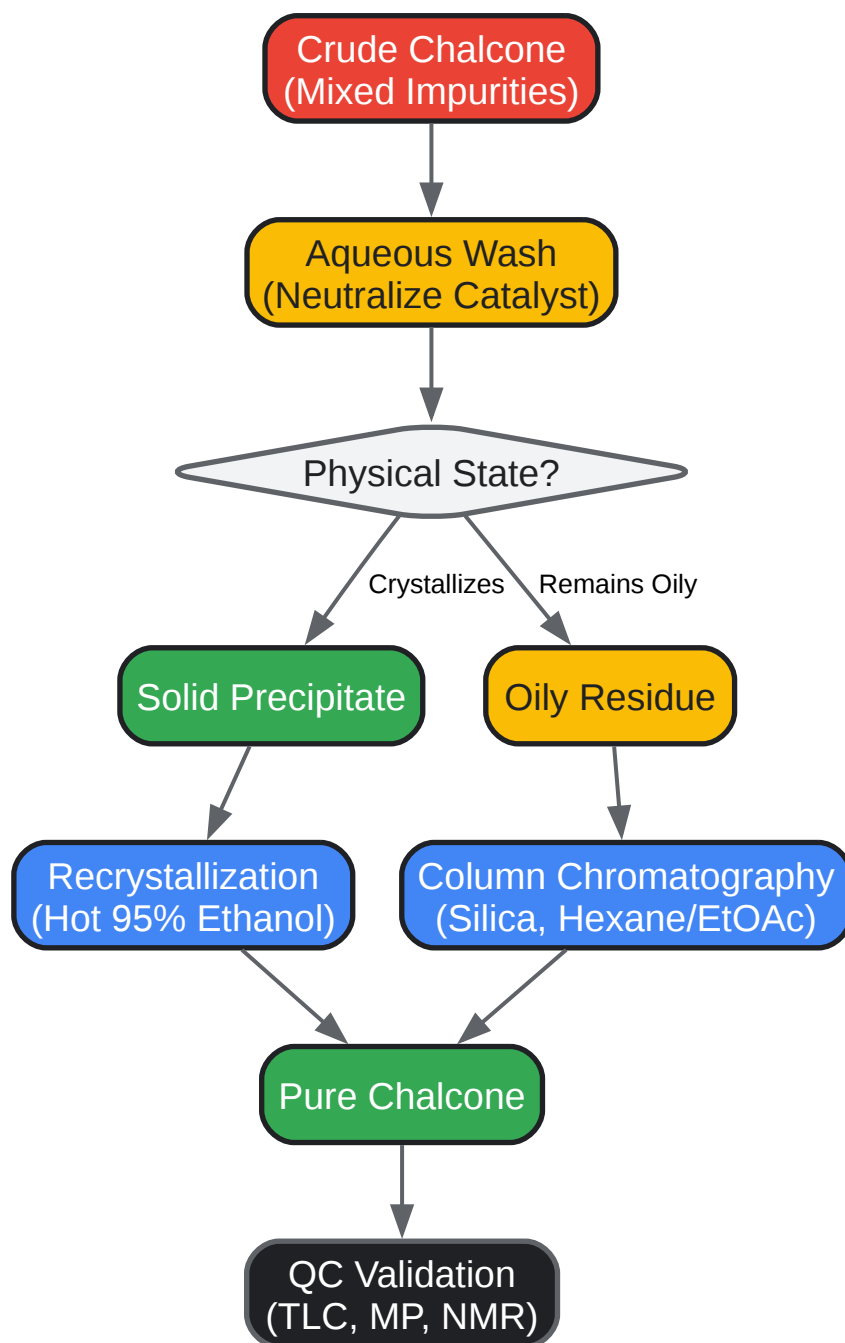 Crude Chalcone
(Mixed Impurities)
Aqueous Wash
(Neutralize Catalyst)
Physical State?
Crystallizes
Remains Oily
Solid Precipitate
Oily Residue
Recrystallization
(Hot 95% Ethanol)
Column Chromatography
(Silica, Hexane/EtOAc)
Pure Chalcone
QC Validation
(TLC, MP, NMR)